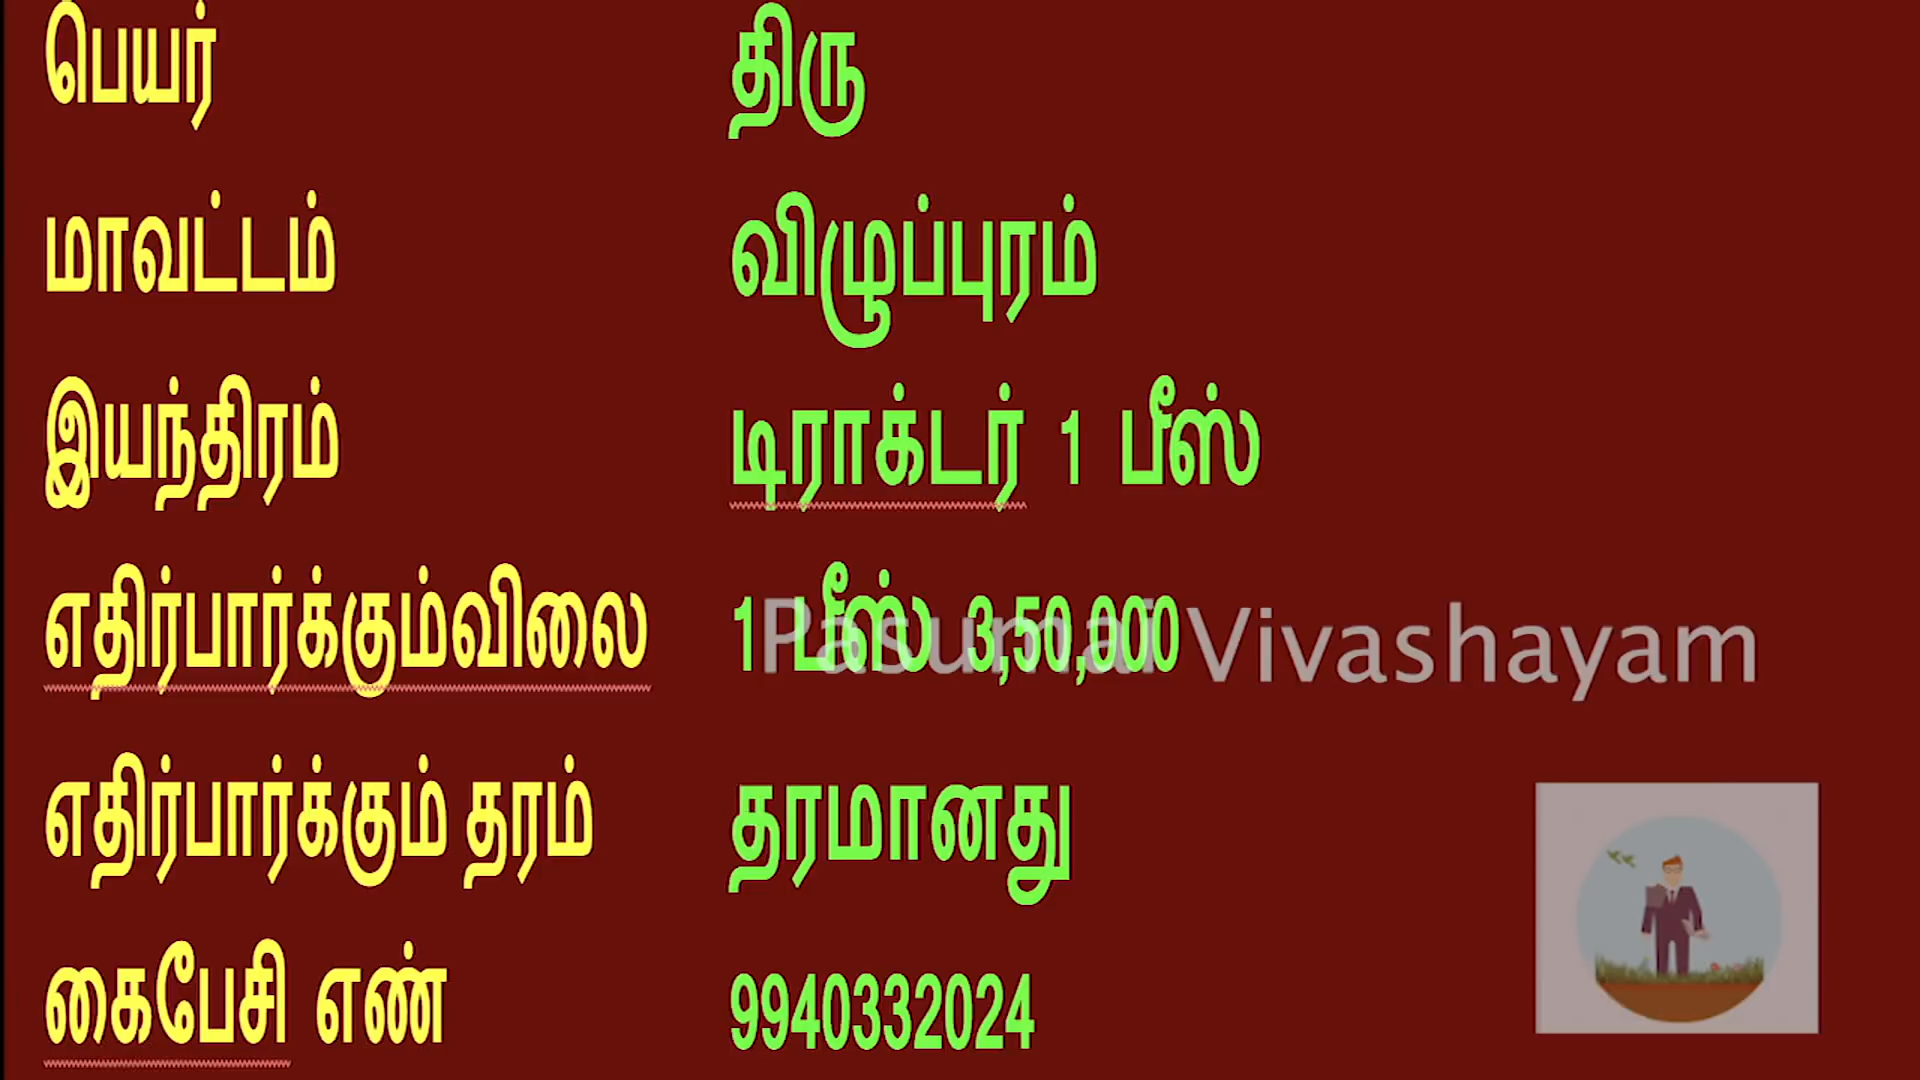 பெயர் திரு
மாவட்டம் விழுப்புரம்
இயந்திரம் டிராக்டர் 1 பீஸ்
எதிர்பார்க்கும்விலை 1 பீஸ் 3,50,000
Pasumai Vivashayam
எதிர்பார்க்கும் தரம் தரமானது
கைபேசி எண் 9940332024